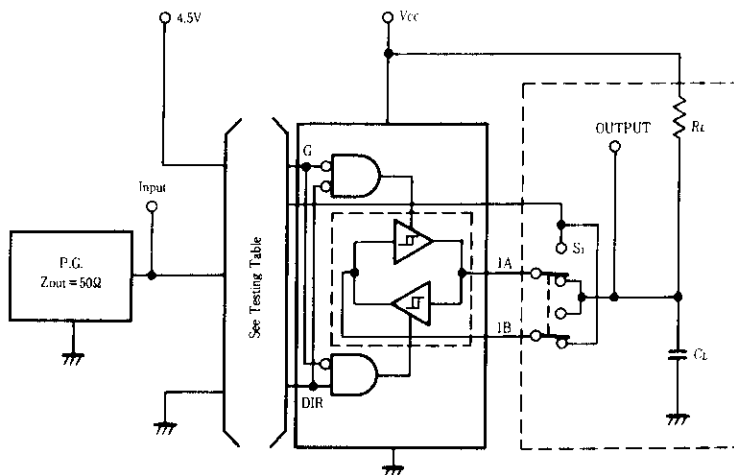 4.5V
Vcc
Input
P.G.
Zout = 50Ω
See Testing Table
G
DIR
1A
1B
S1
OUTPUT
RL
CL